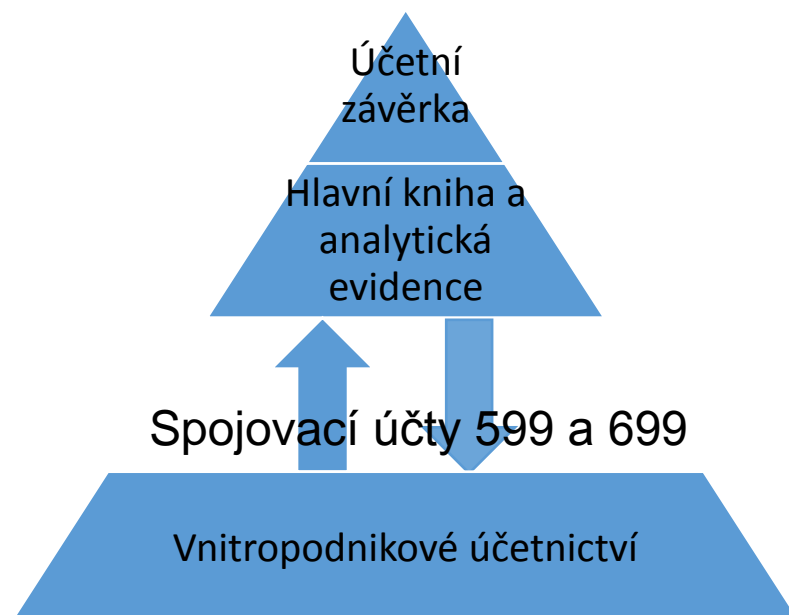 Účetní
závěrka
Hlavní kniha a
analytická
evidence
Spojovací účty 599 a 699
Vnitropodnikové účetnictví